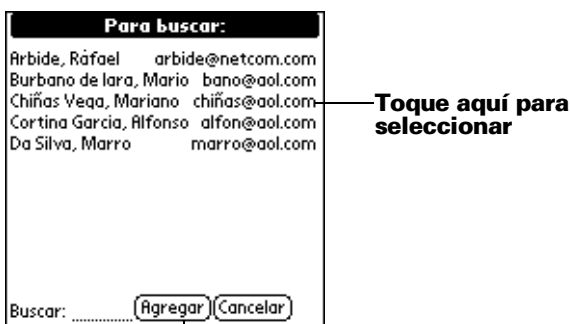 Para buscar:
Arbide, Ráfael arbide@netcom.com
Burbano de lara, Mario bano@aol.com
Chiñas Vega, Mariano chiñas@aol.com
Cortina Garcia, Alfonso alfon@aol.com
Da Silva, Marro marro@aol.com
Toque aquí para
seleccionar
Buscar: Agregar Cancelar